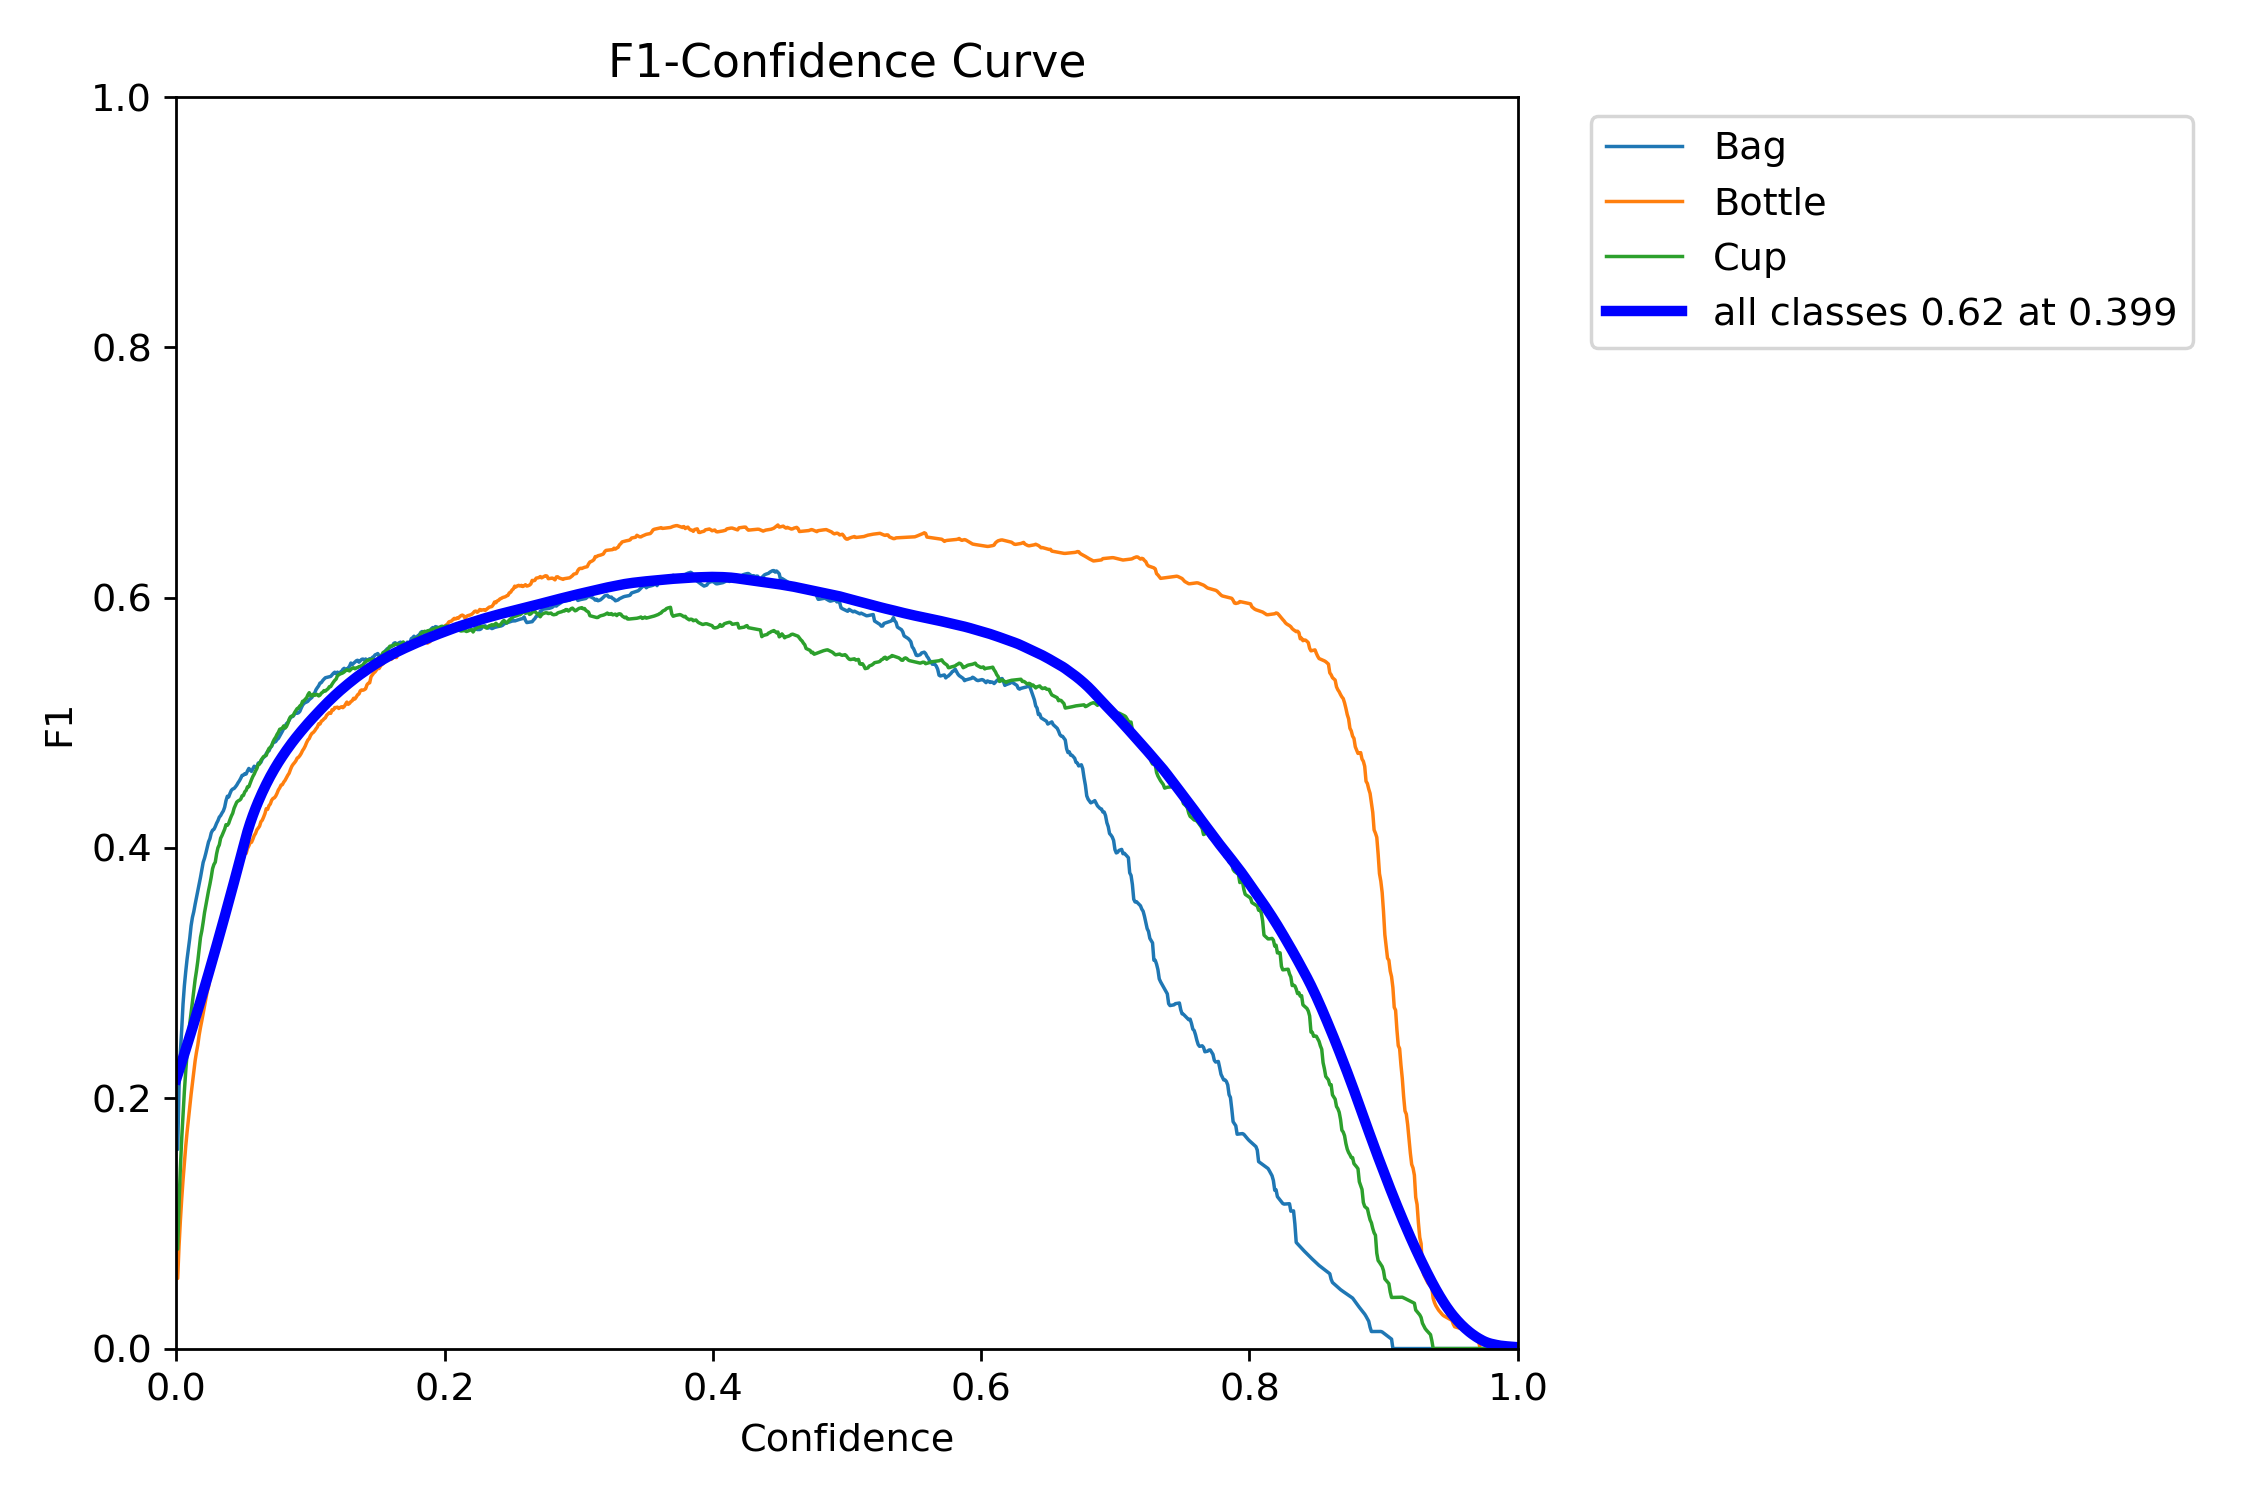 F1-Confidence Curve
1.0
0.8
0.6
0.4
0.2
0.0
F1
0.0 0.2 0.4 0.6 0.8 1.0
Confidence
Bag
Bottle
Cup
all classes 0.62 at 0.399